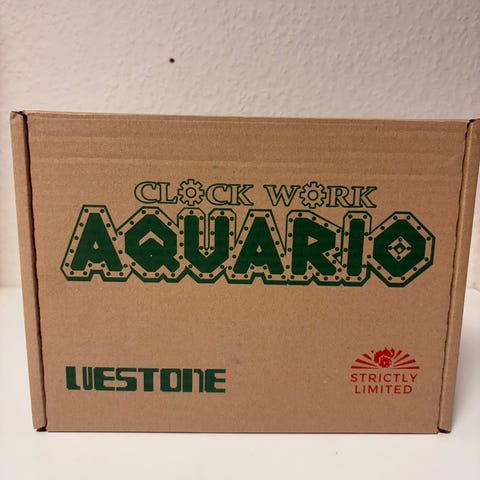 CLOCK WORK
AQUARIO
WESTONE
STRICTLY
LIMITED